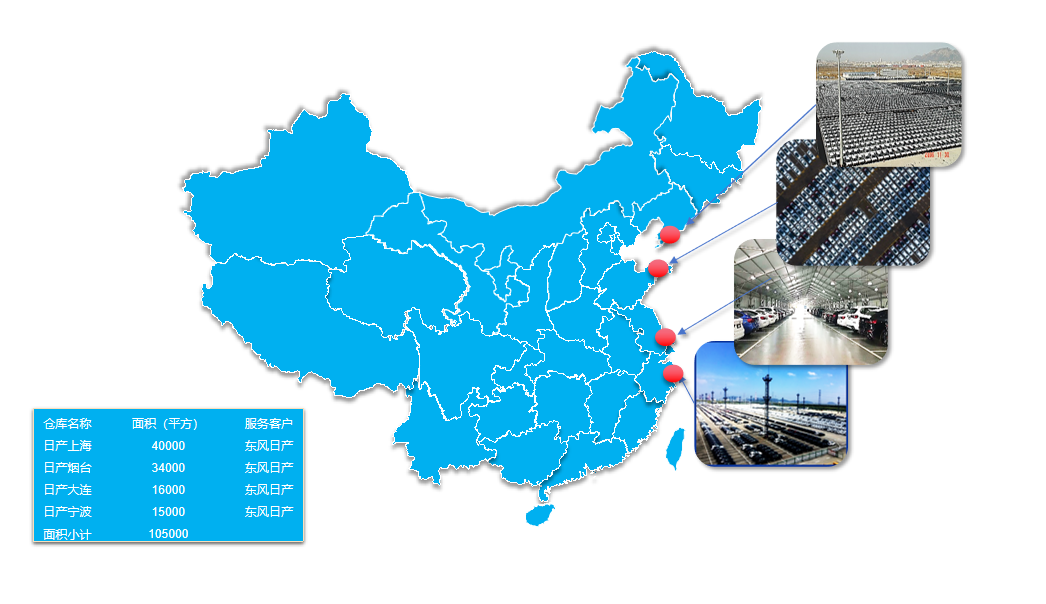 仓库名称 面积（平方） 服务客户
日产上海 40000 东风日产
日产烟台 34000 东风日产
日产大连 16000 东风日产
日产宁波 15000 东风日产
面积小计 105000